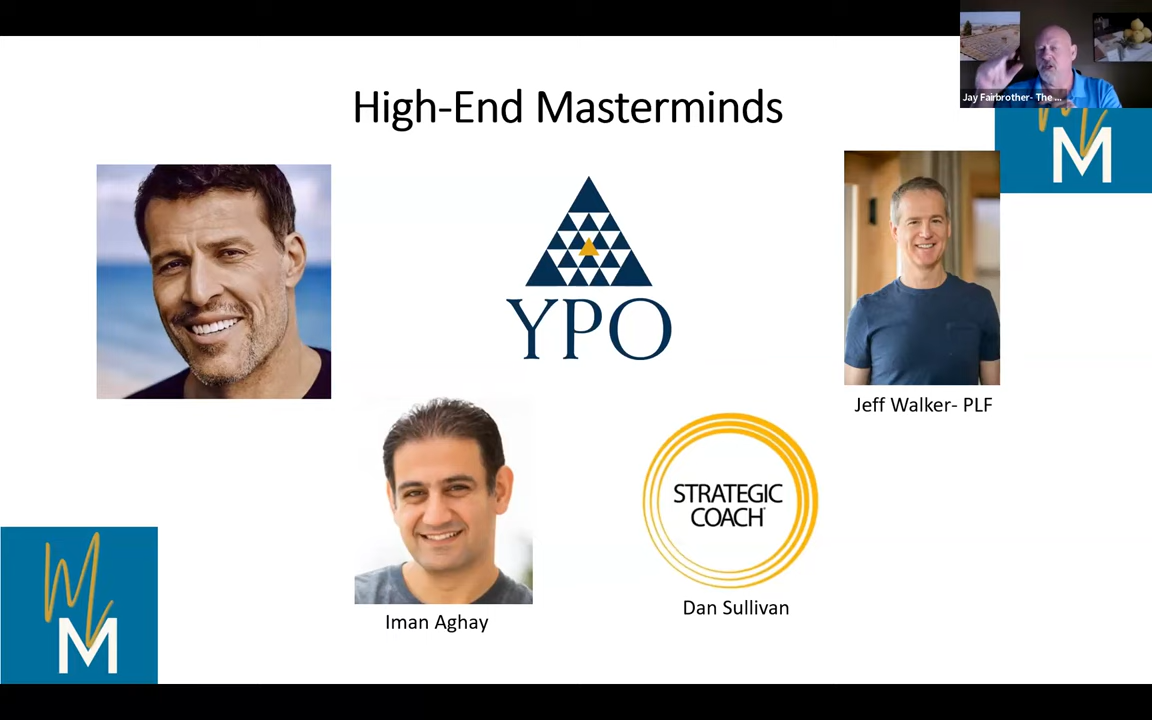 Jay Fairbrother- The ...
High-End Masterminds
M
M
YPO
Jeff Walker- PLF
STRATEGIC
COACH
Iman Aghay
Dan Sullivan
M
M